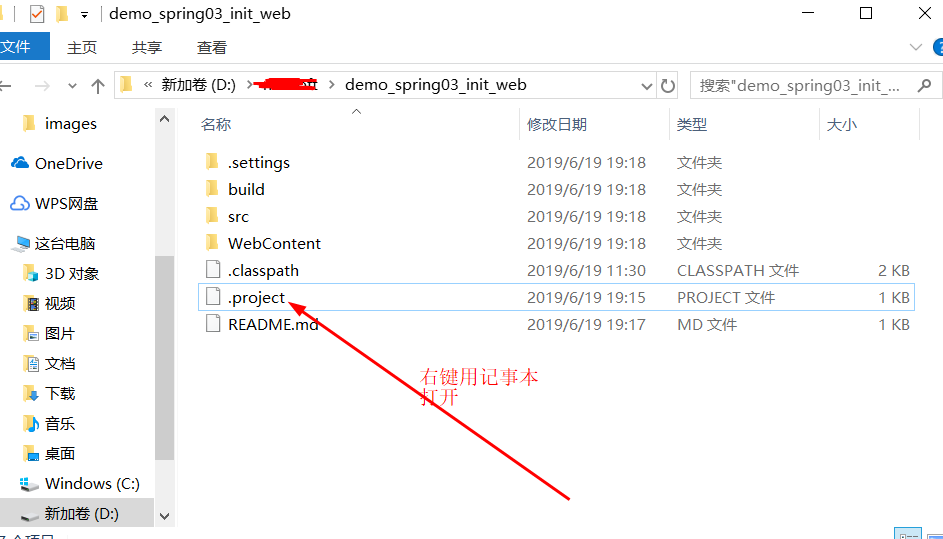 demo_spring03_init_web
文件 主页 共享 查看
« 新加卷 (D:) › › demo_spring03_init_web 搜索"demo_spring03_init_...
名称 修改日期 类型 大小
images
OneDrive
WPS网盘
这台电脑
3D 对象
视频
图片
文档
下载
音乐
桌面
Windows (C:)
新加卷 (D:)
.settings 2019/6/19 19:18 文件夹
build 2019/6/19 19:18 文件夹
src 2019/6/19 19:18 文件夹
WebContent 2019/6/19 19:18 文件夹
.classpath 2019/6/19 11:30 CLASSPATH 文件 2 KB
.project 2019/6/19 19:15 PROJECT 文件 1 KB
README.md 2019/6/19 19:17 MD 文件 1 KB
右键用记事本
打开